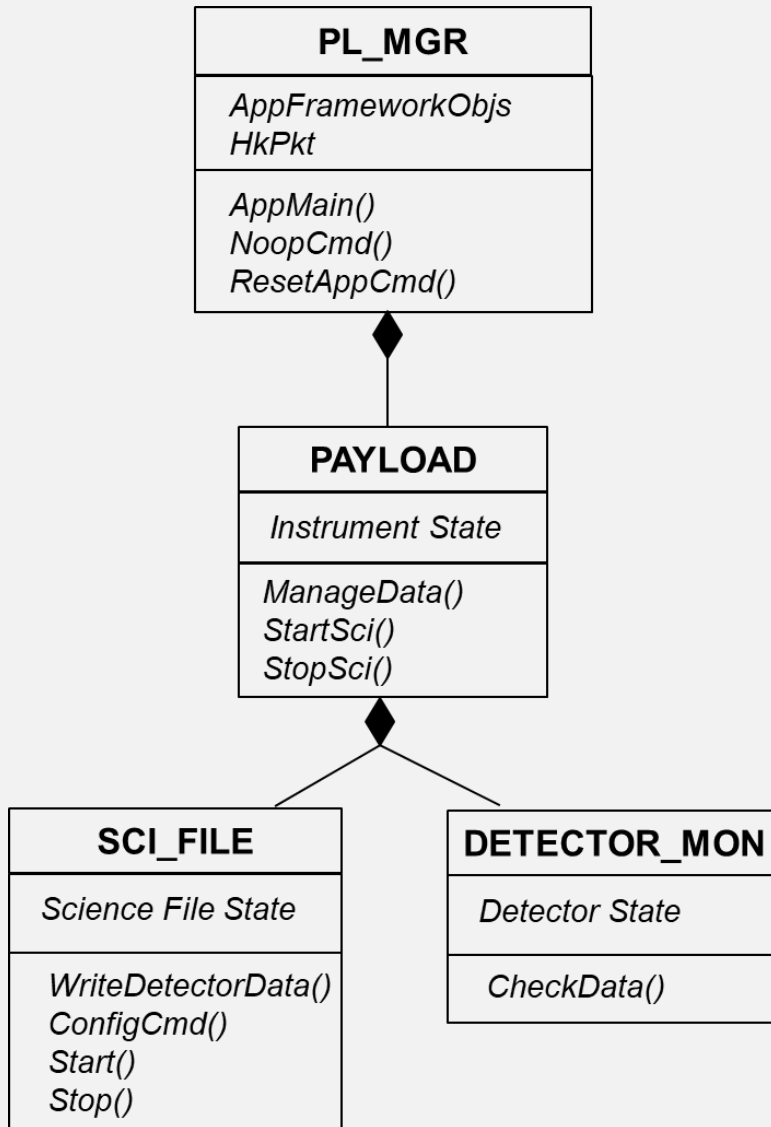 PL_MGR
AppFrameworkObjs
HkPkt
AppMain()
NoopCmd()
ResetAppCmd()
PAYLOAD
Instrument State
ManageData()
StartSci()
StopSci()
SCI_FILE
Science File State
WriteDetectorData()
ConfigCmd()
Start()
Stop()
DETECTOR_MON
Detector State
CheckData()